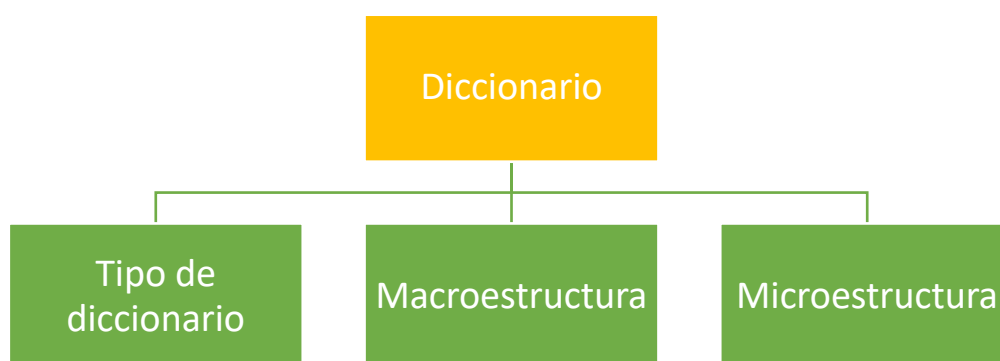 Diccionario
Tipo de
diccionario
Macroestructura
Microestructura